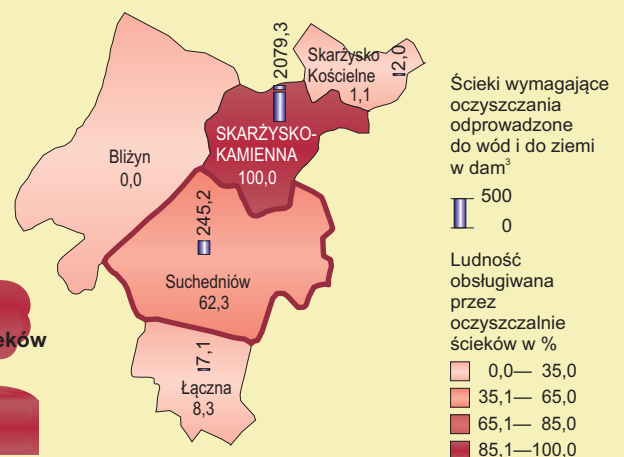 2079,3
Skarżysko
Kościelne
1,1
2,0
SKARŻYSKO-
KAMIENNA
100,0
Bliżyn
0,0
245,2
Suchedniów
62,3
7,1
Łączna
8,3
eków
Ścieki wymagające
oczyszczania
odprowadzone
do wód i do ziemi
w dam³
500
0
Ludność
obsługiwana
przez
oczyszczalnie
ścieków w %
0,0— 35,0
35,1— 65,0
65,1— 85,0
85,1—100,0